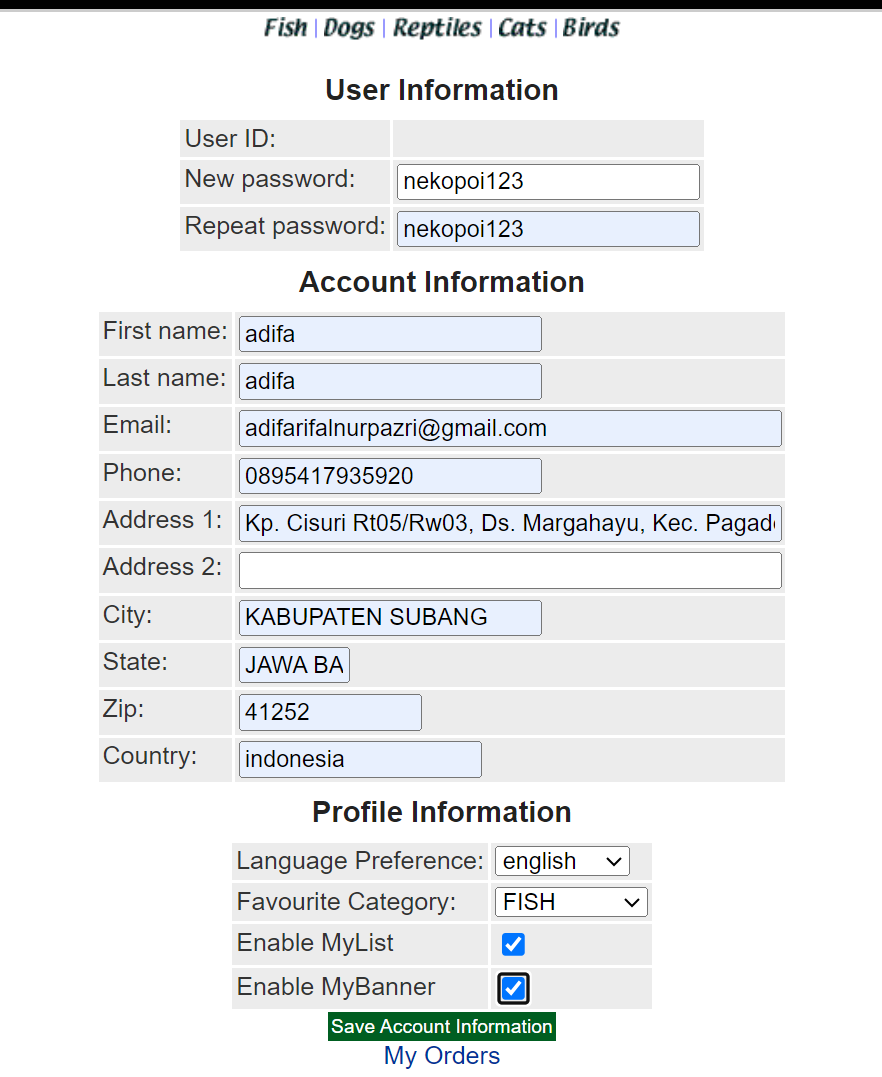 Fish | Dogs | Reptiles | Cats | Birds
User Information
User ID:
New password: nekopoi123
Repeat password: nekopoi123
Account Information
First name: adifa
Last name: adifa
Email: adifarifalnurpazri@gmail.com
Phone: 0895417935920
Address 1: Kp. Cisuri Rt05/Rw03, Ds. Margahayu, Kec. Pagad
Address 2:
City: KABUPATEN SUBANG
State: JAWA BA
Zip: 41252
Country: indonesia
Profile Information
Language Preference: english
Favourite Category: FISH
Enable MyList
Enable MyBanner
Save Account Information
My Orders